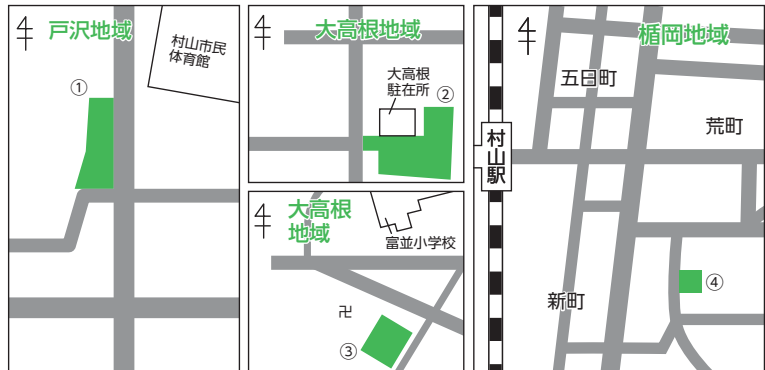 戸沢地域
村山市民
体育館
①
大高根地域
大高根
駐在所
②
大高根
地域
富並小学校
卍
③
楯岡地域
五日町
荒町
村山駅
④
新町